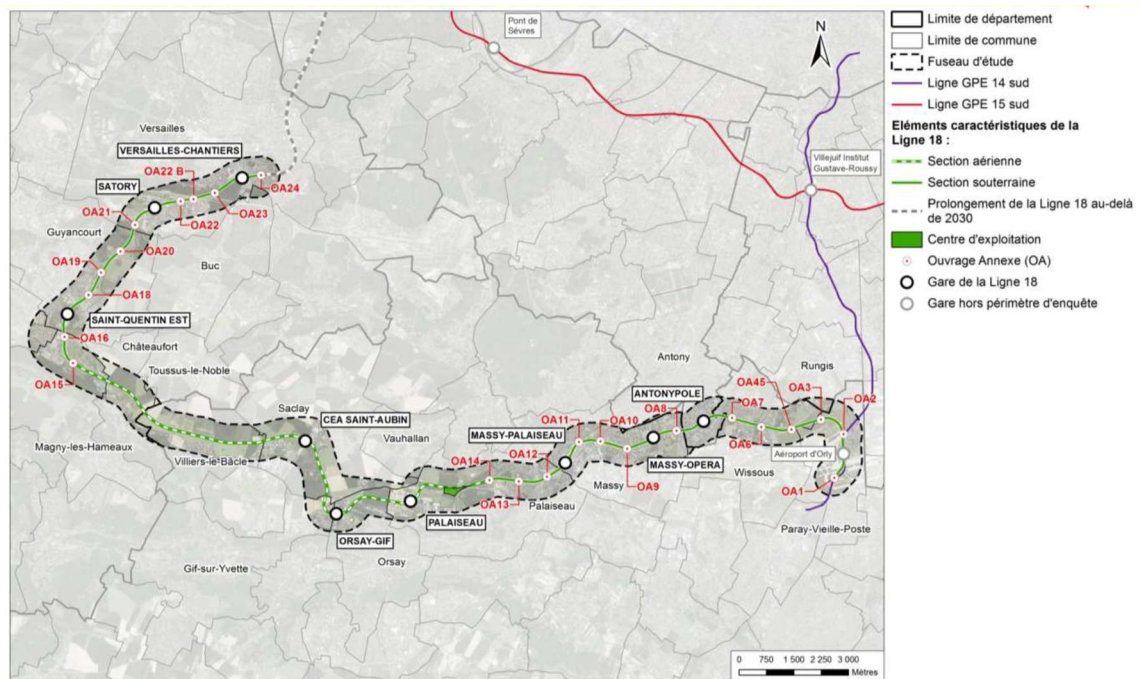 Pont de
Sèvres
N
Versailles
VERSAILLES-CHANTIERS
OA22 B
SATORY
OA24
OA21
OA23
OA22
Guyancourt
OA20
OA19
Buc
OA18
SAINT-QUENTIN EST
OA16
Châteaufort
OA15
Toussus-le-Noble
Villejuif Institut
Gustave-Roussy
Antony
Rungis
OA45
OA3
ANTONYPOLE
OA7
OA2
Saclay
OA8
CEA SAINT-AUBIN
OA11
OA10
Vauhallan
MASSY-PALAISEAU
Magny-les-Hameaux
OA6
Aéroport d'Orly
OA12
OA14
MASSY-OPERA
Villiers-le-Bâcle
Wissous
OA9
Massy
OA1
OA13
Palaiseau
PALAISEAU
Paray-Vieille-Poste
ORSAY-GIF
Orsay
Gif-sur-Yvette
0 750 1 500 2 250 3 000
Mètres
Limite de département
Limite de commune
Fuseau d'étude
Ligne GPE 14 sud
Ligne GPE 15 sud
Eléments caractéristiques de la
Ligne 18 :
Section aérienne
Section souterraine
Prolongement de la Ligne 18 au-delà
de 2030
Centre d'exploitation
Ouvrage Annexe (OA)
Gare de la Ligne 18
Gare hors périmètre d'enquête